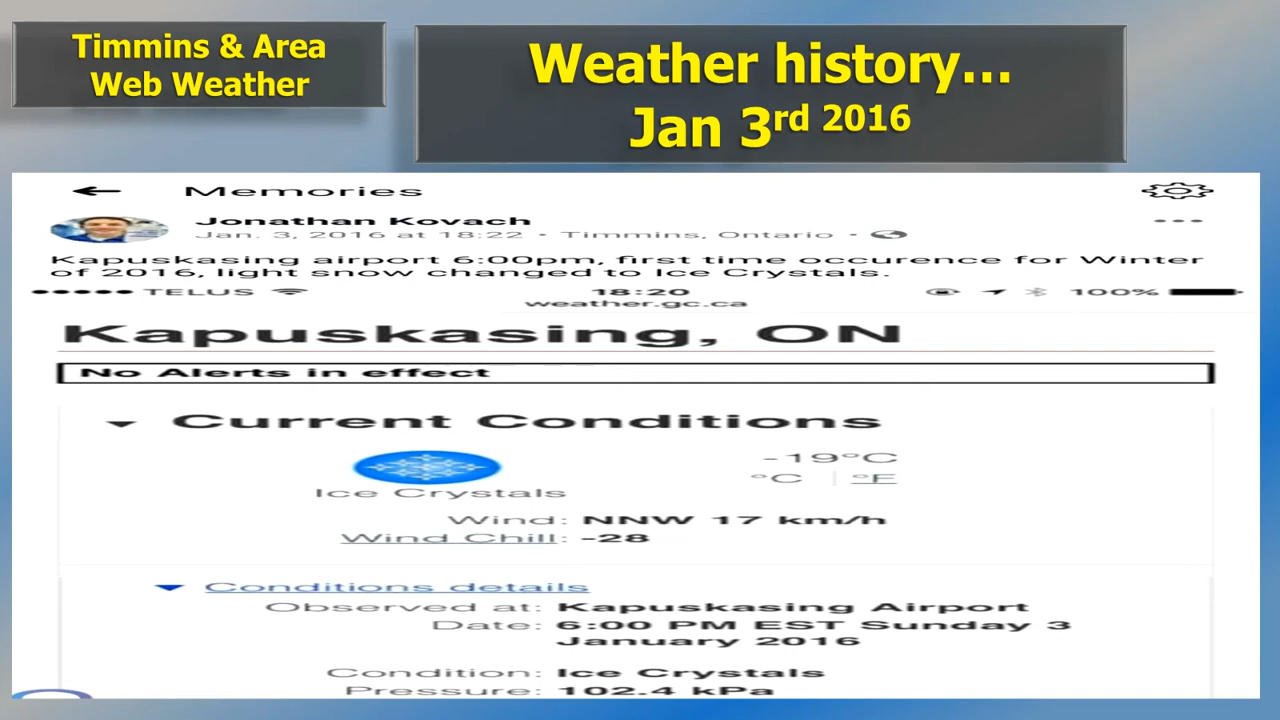 Timmins & Area
Web Weather
Weather history...
Jan 3rd 2016
Memories
Jonathan Kovach
Jan. 3, 2016 at 18:22 · Timmins, Ontario ·
Kapuskasing airport 6:00pm, first time occurence for Winter
of 2016, light snow changed to Ice Crystals.
TELUS 18:20 100%
weather.gc.ca
Kapuskasing, ON
No Alerts in effect
Current Conditions
-19°C
°C | °F
Ice Crystals
Wind: NNW 17 km/h
Wind Chill: -28
Conditions details
Observed at: Kapuskasing Airport
Date: 6:00 PM EST Sunday 3
January 2016
Condition: Ice Crystals
Pressure: 102.4 kPa